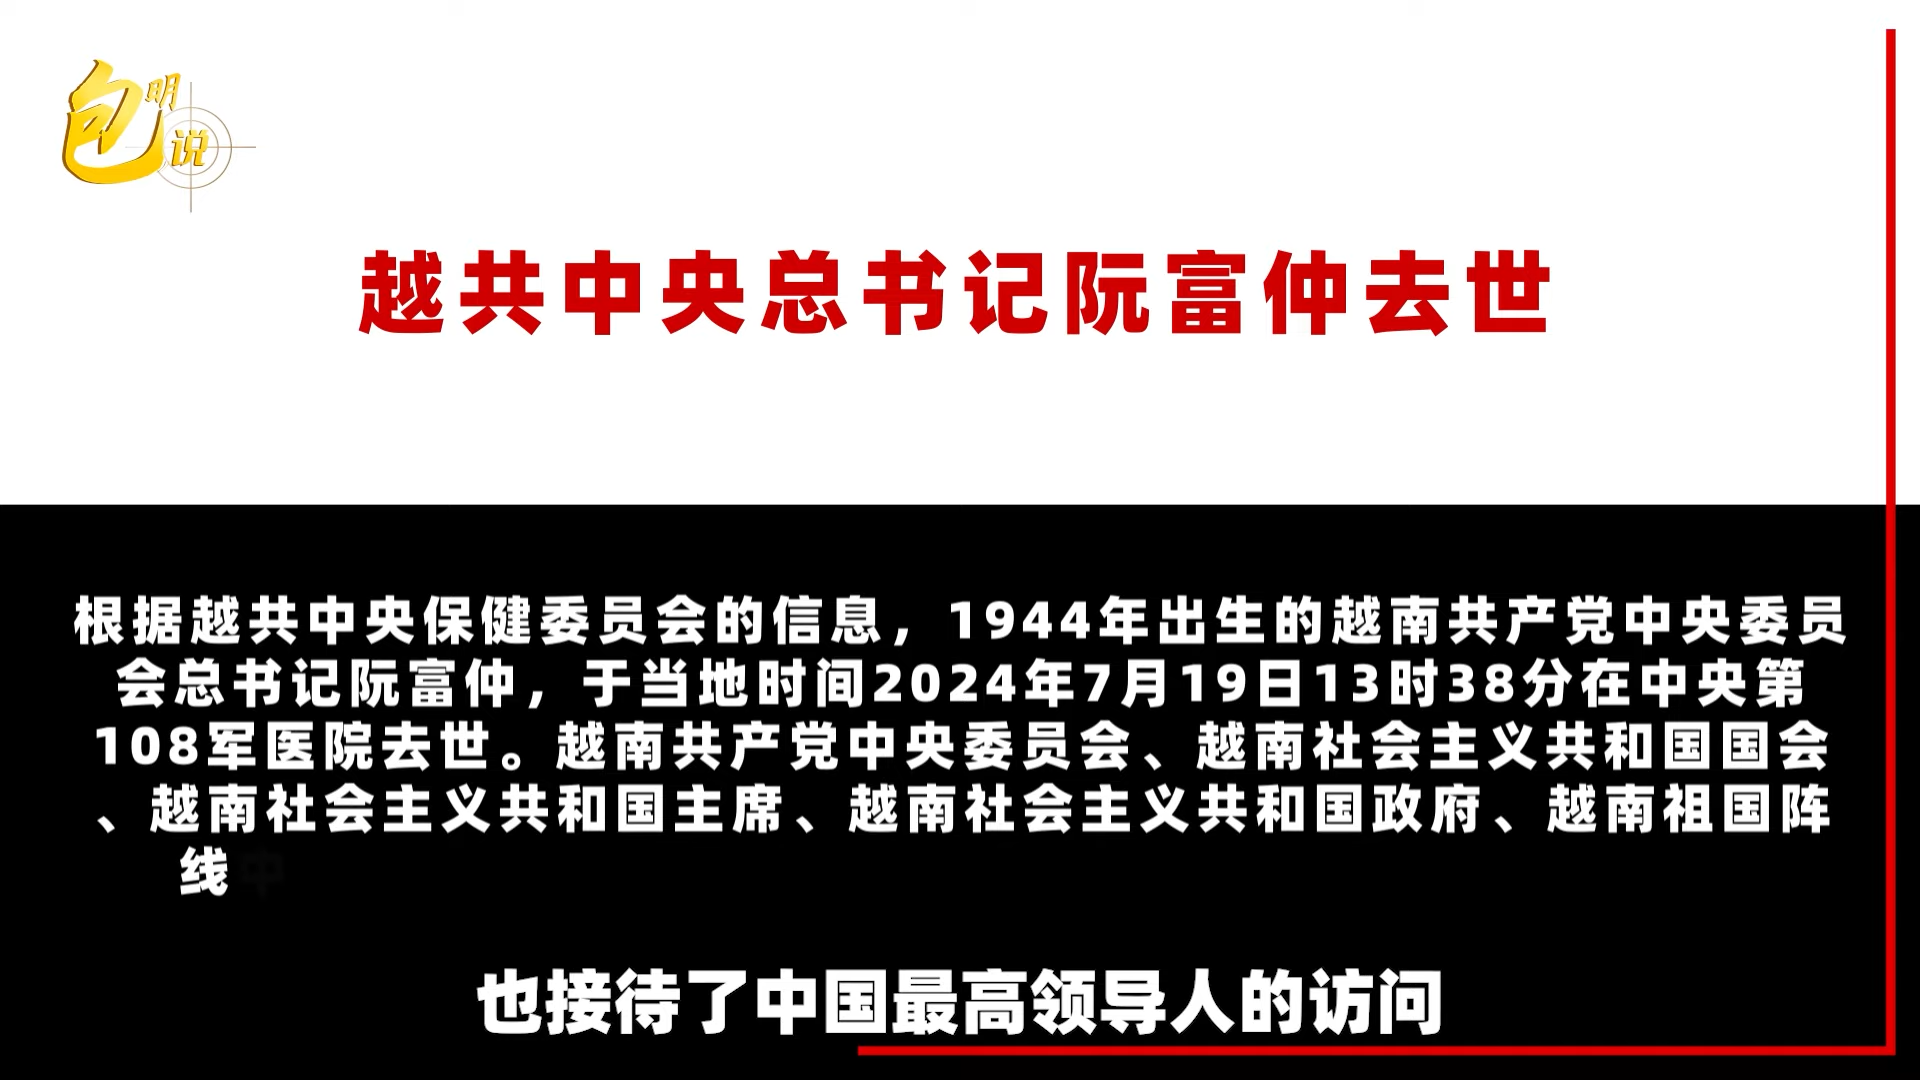 包明说
越共中央总书记阮富仲去世
根据越共中央保健委员会的信息，1944年出生的越南共产党中央委员
会总书记阮富仲，于当地时间2024年7月19日13时38分在中央第
108军医院去世。越南共产党中央委员会、越南社会主义共和国国会
、越南社会主义共和国主席、越南社会主义共和国政府、越南祖国阵
线中
也接待了中国最高领导人的访问